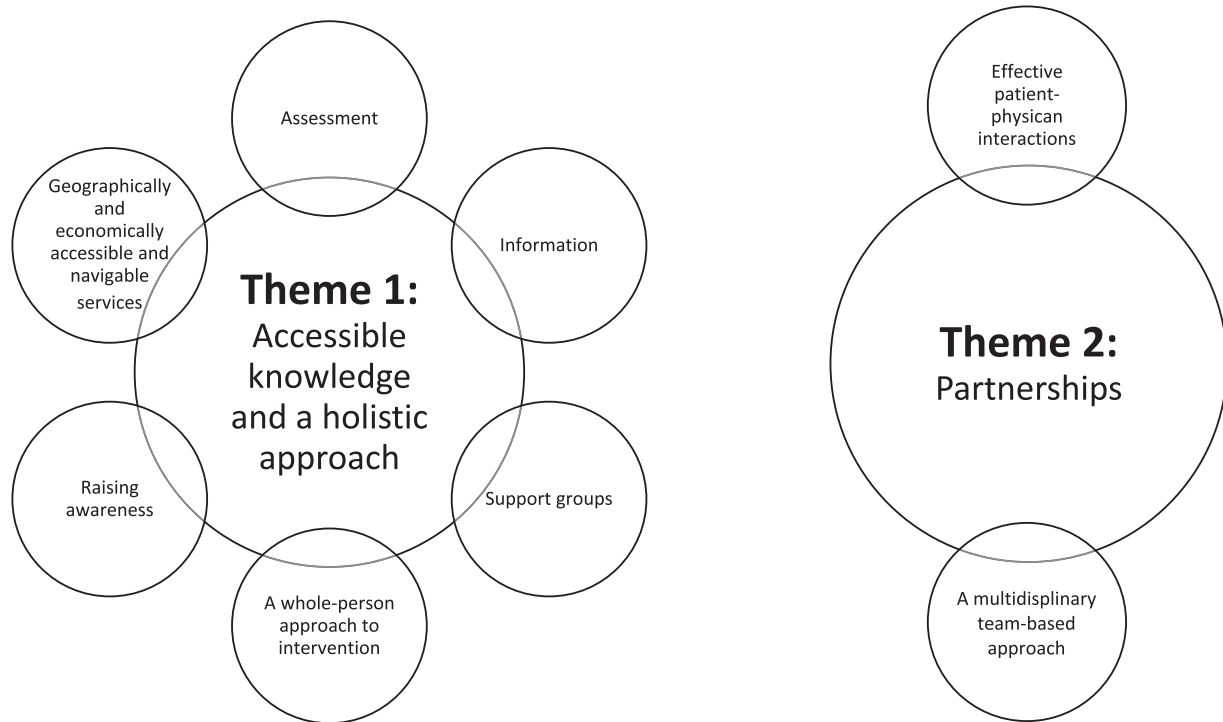 Assessment
Geographically
and
economically
accessible and
navigable
services
Information
Theme 1:
Accessible
knowledge
and a holistic
approach
Raising
awareness
Support groups
A whole-person
approach to
intervention
Effective
patient-
physican
interactions
Theme 2:
Partnerships
A multidisplinary
team-based
approach